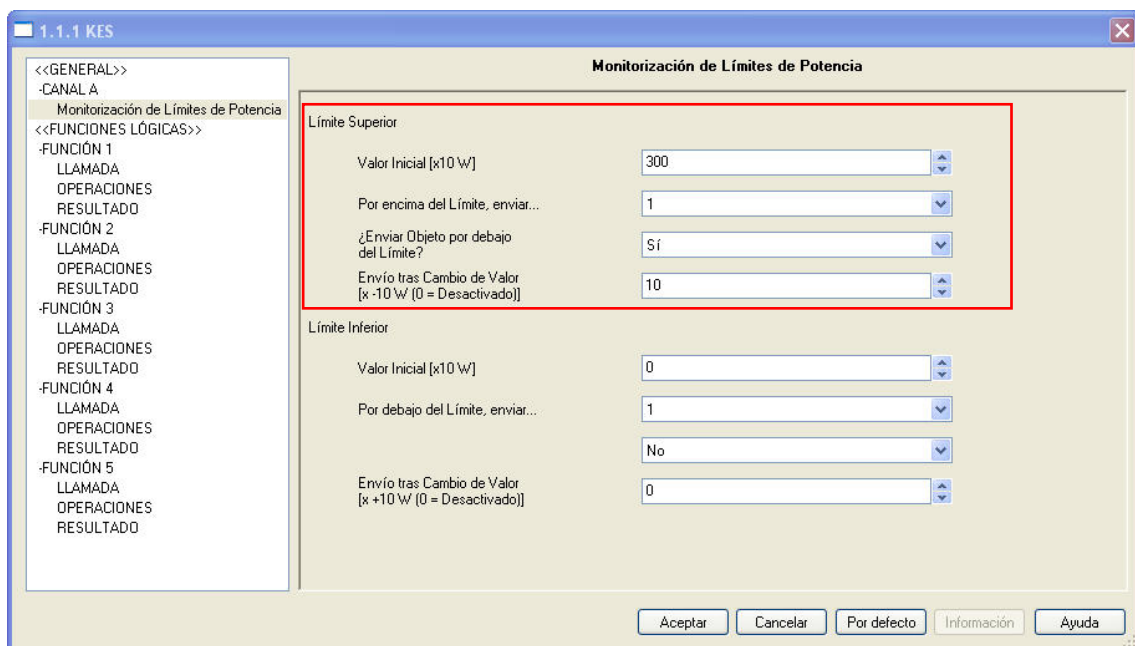 1.1.1 KES
<<GENERAL>>
-CANAL A
Monitorización de Límites de Potencia
<<FUNCIONES LÓGICAS>>
-FUNCIÓN 1
LLAMADA
OPERACIONES
RESULTADO
-FUNCIÓN 2
LLAMADA
OPERACIONES
RESULTADO
-FUNCIÓN 3
LLAMADA
OPERACIONES
RESULTADO
-FUNCIÓN 4
LLAMADA
OPERACIONES
RESULTADO
-FUNCIÓN 5
LLAMADA
OPERACIONES
RESULTADO
Monitorización de Límites de Potencia
Límite Superior
Valor Inicial [x10 W] 300
Por encima del Límite, enviar... 1
¿Enviar Objeto por debajo
del Límite? Sí
Envío tras Cambio de Valor
[x -10 W (0 = Desactivado)] 10
Límite Inferior
Valor Inicial [x10 W] 0
Por debajo del Límite, enviar... 1
No
Envío tras Cambio de Valor
[x +10 W (0 = Desactivado)] 0
Aceptar Cancelar Por defecto Información Ayuda